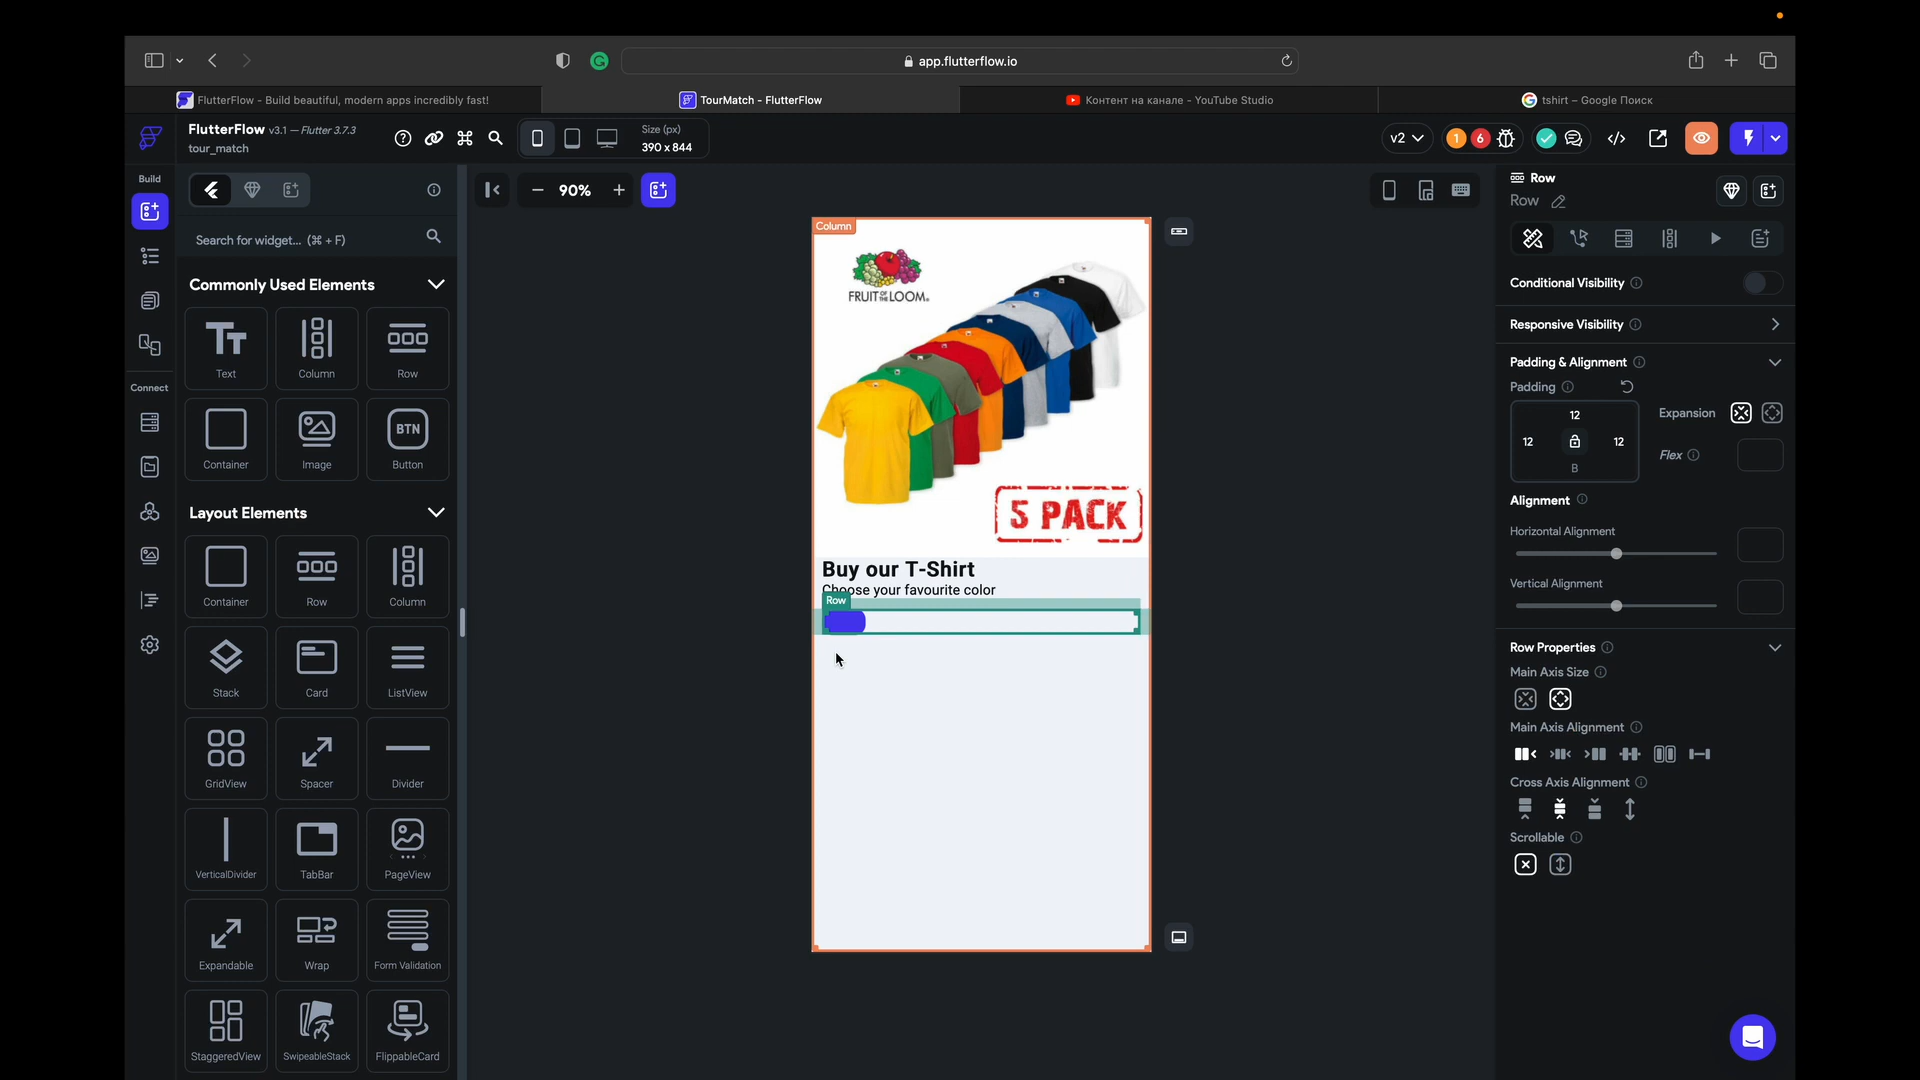 app.flutterflow.io
FlutterFlow - Build beautiful, modern apps incredibly fast!
TourMatch - FlutterFlow
Контент на канале - YouTube Studio
tshirt – Google Поиск
FlutterFlow v3.1 — Flutter 3.7.3
tour_match
Size (px)
390 x 844
v2
1
6
Build
90%
Search for widget... (⌘ + F)
Connect
Commonly Used Elements
Text
Column
Row
Container
Image
BTN
Button
Layout Elements
Container
Row
Column
Stack
Card
ListView
GridView
Spacer
Divider
VerticalDivider
TabBar
PageView
Expandable
Wrap
Form Validation
StaggeredView
SwipeableStack
FlippableCard
Column
FRUIT OF THE LOOM®
5 PACK
Buy our T-Shirt
Choose your favourite color
Row
Row
Row
Conditional Visibility
Responsive Visibility
Padding & Alignment
Padding
12
12
12
B
Expansion
Flex
Alignment
Horizontal Alignment
Vertical Alignment
Row Properties
Main Axis Size
Main Axis Alignment
Cross Axis Alignment
Scrollable